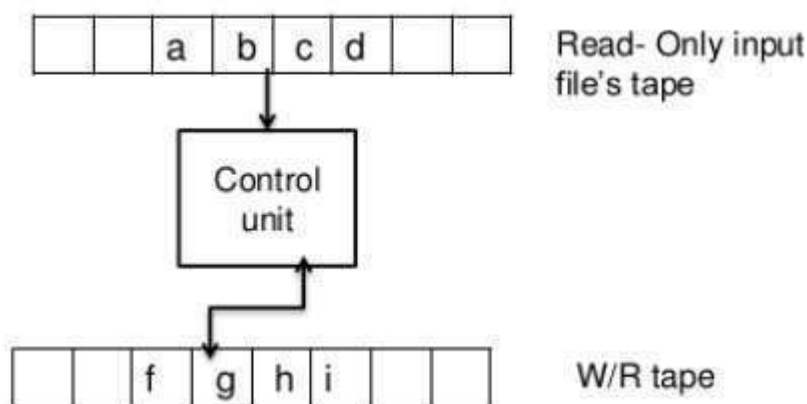 a b c d
Read- Only input
file's tape
Control
unit
f g h i
W/R tape